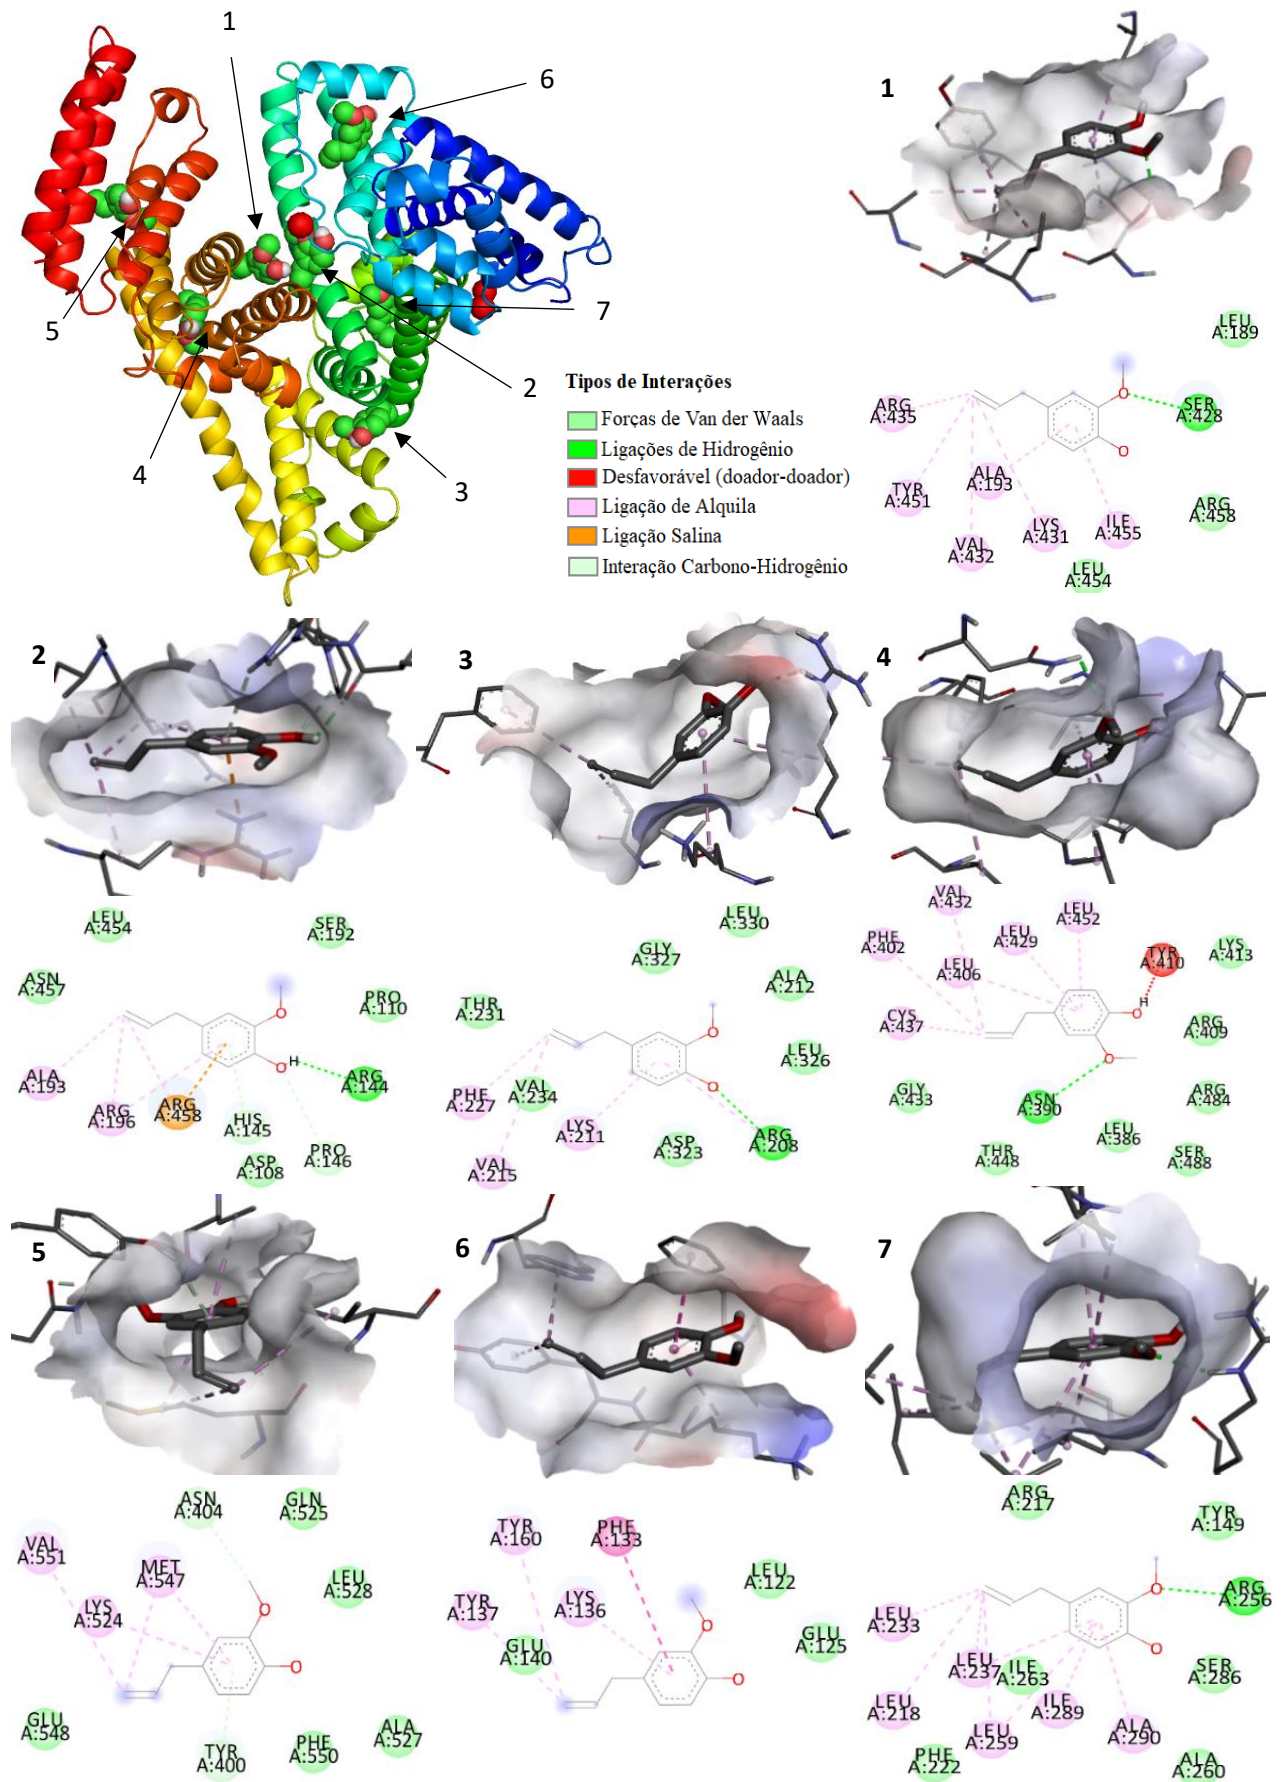 1
6
5
7
2
4
3
Tipos de Interações
Forças de Van der Waals
Ligações de Hidrogênio
Desfavorável (doador-doador)
Ligação de Alquila
Ligação Salina
Interação Carbono-Hidrogênio
1
LEU
A:189
ARG
A:435
O
SER
A:428
TYR
A:451
ALA
A:193
O
VAL
A:432
LYS
A:431
ILE
A:455
ARG
A:458
LEU
A:454
2
LEU
A:454
SER
A:192
ASN
A:457
PRO
A:110
O
O
H
ALA
A:193
ARG
A:196
ARG
A:458
HIS
A:145
ARG
A:144
ASP
A:108
PRO
A:146
3
LEU
A:330
GLY
A:327
ALA
A:212
THR
A:231
O
LEU
A:326
PHE
A:227
VAL
A:234
O
LYS
A:211
ASP
A:323
ARG
A:208
VAL
A:215
4
VAL
A:432
LEU
A:452
PHE
A:402
LEU
A:429
TYR
A:410
LYS
A:413
LEU
A:406
H
CYS
A:437
O
ARG
A:409
O
GLY
A:433
ASN
A:390
ARG
A:484
THR
A:448
LEU
A:386
SER
A:488
5
ASN
A:404
GLN
A:525
VAL
A:551
MET
A:547
LEU
A:528
LYS
A:524
O
O
GLU
A:548
TYR
A:400
PHE
A:550
ALA
A:527
6
TYR
A:160
PHE
A:133
LEU
A:122
TYR
A:137
LYS
A:136
GLU
A:140
O
GLU
A:125
O
7
ARG
A:217
TYR
A:149
O
ARG
A:256
LEU
A:233
O
LEU
A:237
ILE
A:263
SER
A:286
LEU
A:218
LEU
A:259
ILE
A:289
ALA
A:290
PHE
A:222
ALA
A:260